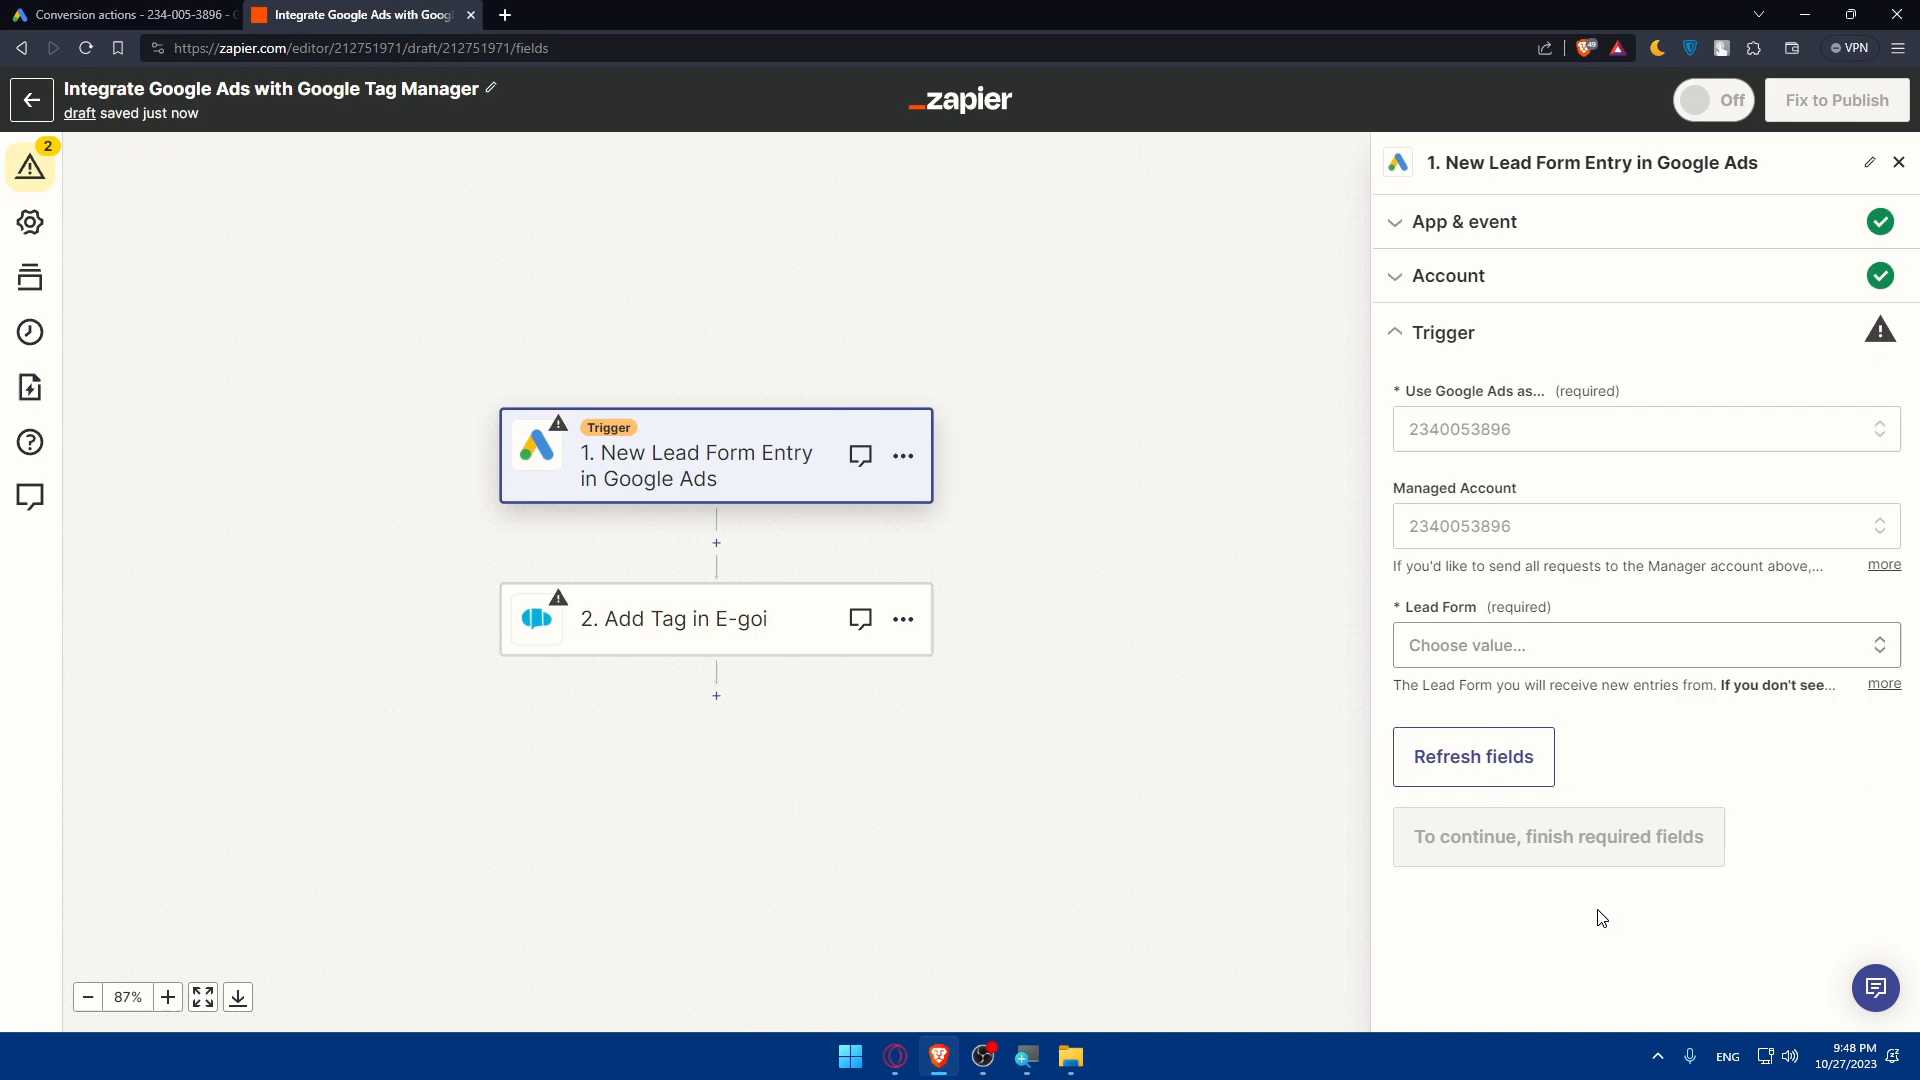 Conversion actions - 234-005-3896 - G
Integrate Google Ads with Goog
https://zapier.com/editor/212751971/draft/212751971/fields
49
VPN
Integrate Google Ads with Google Tag Manager
draft saved just now
_zapier
Off
Fix to Publish
2
1. New Lead Form Entry in Google Ads
App & event
Account
Trigger
* Use Google Ads as... (required)
2340053896
Managed Account
2340053896
If you'd like to send all requests to the Manager account above,...
more
* Lead Form (required)
Choose value...
The Lead Form you will receive new entries from. If you don't see...
more
Refresh fields
To continue, finish required fields
Trigger
1. New Lead Form Entry
in Google Ads
2. Add Tag in E-goi
87%
ENG
9:48 PM
10/27/2023